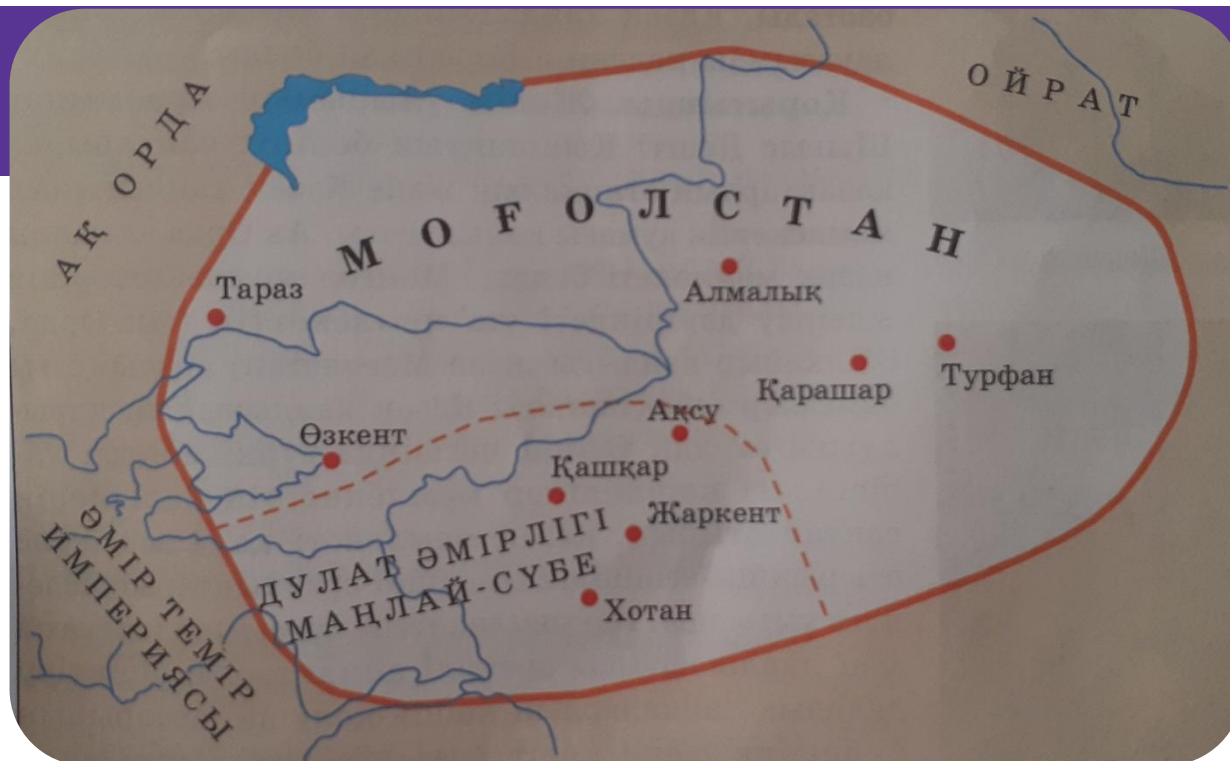 АҚ ОРДА
ОЙРАТ
МОҒОЛСТАН
Тараз
Алмалық
Қарашар
Турфан
Ақсу
Өзкент
Қашқар
Жаркент
ДУЛАТ ӘМІРЛІГІ
МАҢЛАЙ-СҮБЕ
Хотан
ӘМІР ТЕМІР
ИМПЕРИЯСЫ